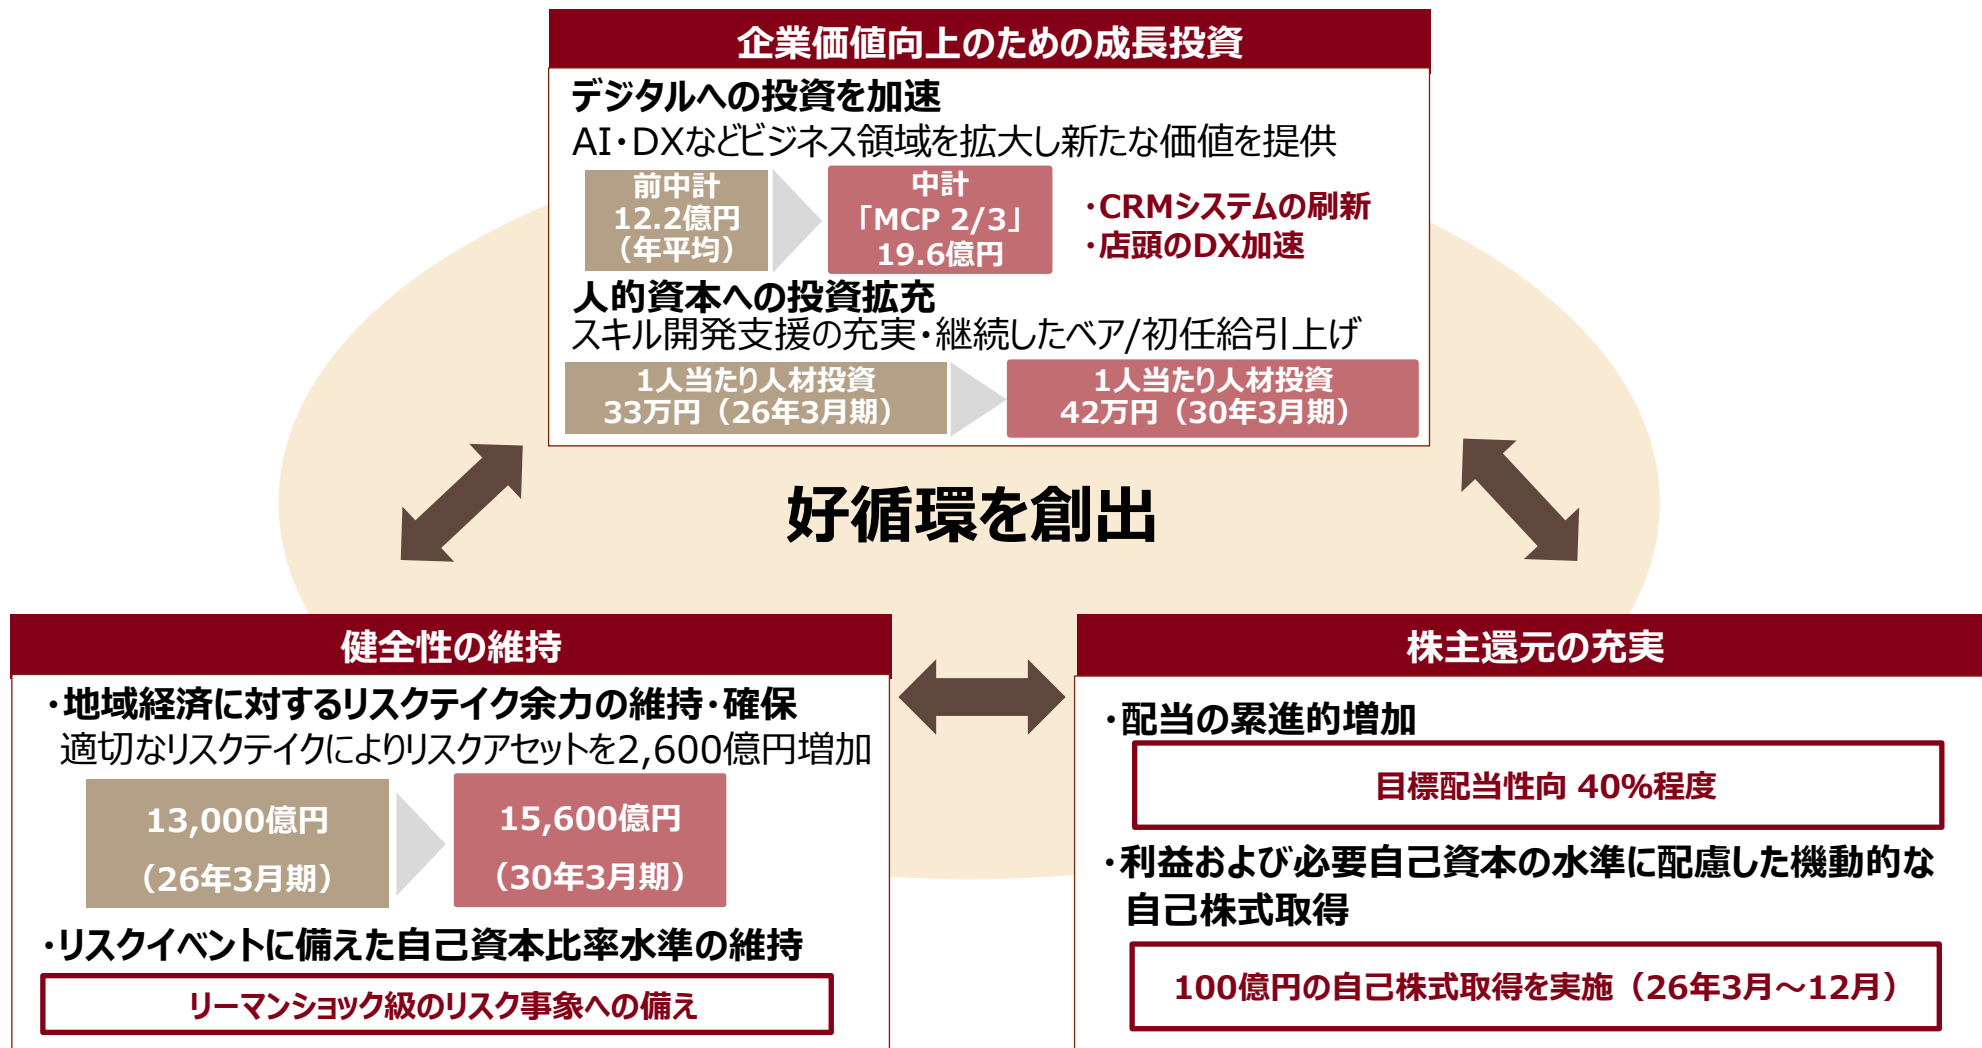 企業価値向上のための成長投資
デジタルへの投資を加速
AI・DXなどビジネス領域を拡大し新たな価値を提供
前中計
12.2億円
（年平均）
中計
「MCP 2/3」
19.6億円
・CRMシステムの刷新
・店頭のDX加速
人的資本への投資拡充
スキル開発支援の充実・継続したベア/初任給引上げ
1人当たり人材投資
33万円（26年3月期）
1人当たり人材投資
42万円（30年3月期）
好循環を創出
健全性の維持
・地域経済に対するリスクテイク余力の維持・確保
適切なリスクテイクによりリスクアセットを2,600億円増加
13,000億円
（26年3月期）
15,600億円
（30年3月期）
・リスクイベントに備えた自己資本比率水準の維持
リーマンショック級のリスク事象への備え
株主還元の充実
・配当の累進的増加
目標配当性向 40%程度
・利益および必要自己資本の水準に配慮した機動的な
自己株式取得
100億円の自己株式取得を実施（26年3月～12月）